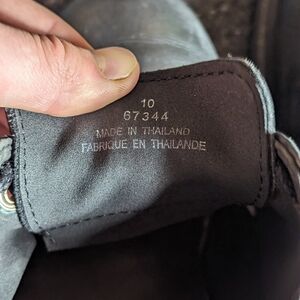 10
67344
MADE IN THAILAND
FABRIQUE EN THAILANDE